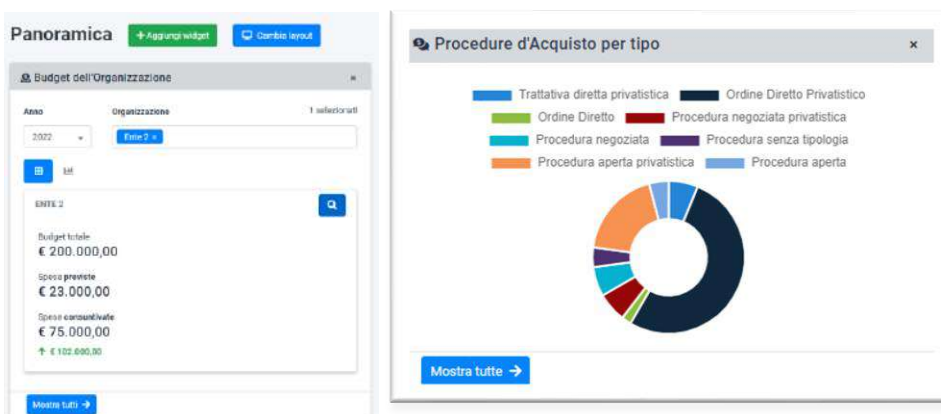 Panoramica
+ Aggiungi widget
Cambia layout
Budget dell'Organizzazione
×
Anno
Organizzazione
1 selezionati
2022
Ente 2 ×
ENTE 2
Budget totale
€ 200.000,00
Spese previste
€ 23.000,00
Spese consuntivate
€ 75.000,00
↑ € 102.000,00
Mostra tutti →
Procedure d'Acquisto per tipo
×
Trattativa diretta privatistica
Ordine Diretto Privatistico
Ordine Diretto
Procedura negoziata privatistica
Procedura negoziata
Procedura senza tipologia
Procedura aperta privatistica
Procedura aperta
Mostra tutte →